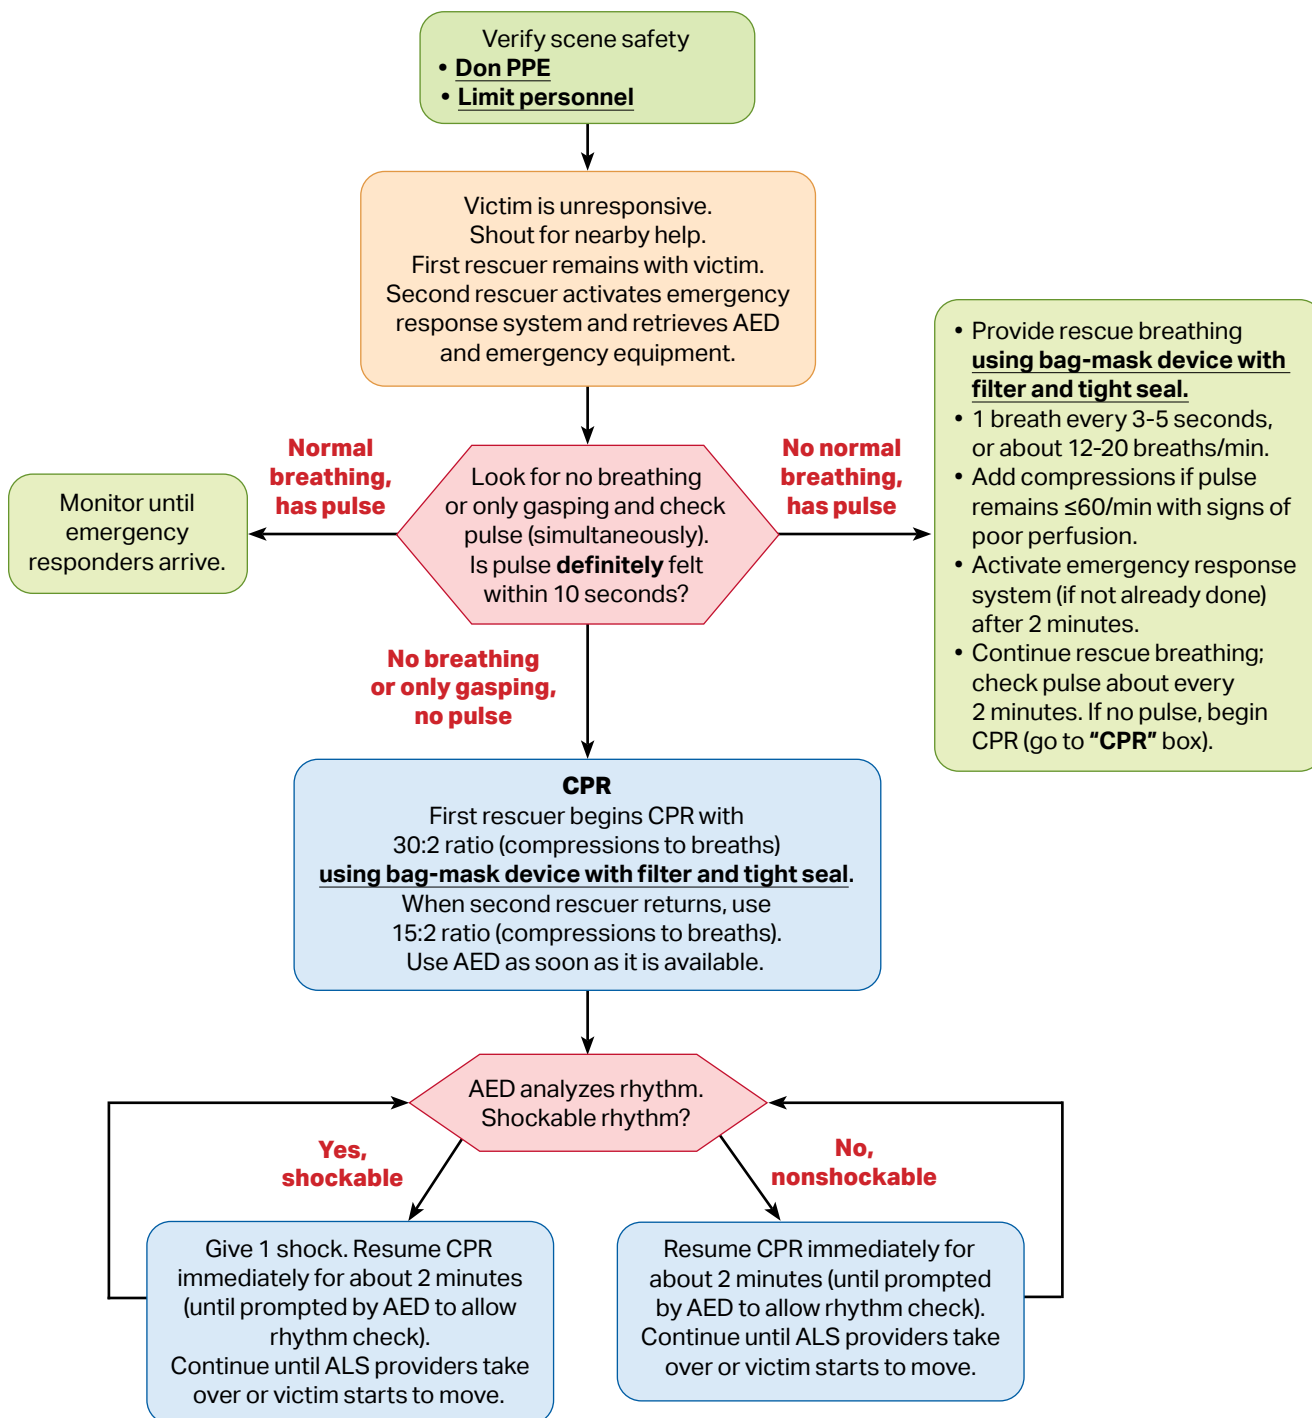 Verify scene safety
• Don PPE
• Limit personnel
Victim is unresponsive.
Shout for nearby help.
First rescuer remains with victim.
Second rescuer activates emergency
response system and retrieves AED
and emergency equipment.
Normal
breathing,
has pulse
Monitor until
emergency
responders arrive.
Look for no breathing
or only gasping and check
pulse (simultaneously).
Is pulse definitely felt
within 10 seconds?
No normal
breathing,
has pulse
• Provide rescue breathing
using bag-mask device with
filter and tight seal.
• 1 breath every 3-5 seconds,
or about 12-20 breaths/min.
• Add compressions if pulse
remains ≤60/min with signs of
poor perfusion.
• Activate emergency response
system (if not already done)
after 2 minutes.
• Continue rescue breathing;
check pulse about every
2 minutes. If no pulse, begin
CPR (go to "CPR" box).
No breathing
or only gasping,
no pulse
CPR
First rescuer begins CPR with
30:2 ratio (compressions to breaths)
using bag-mask device with filter and tight seal.
When second rescuer returns, use
15:2 ratio (compressions to breaths).
Use AED as soon as it is available.
AED analyzes rhythm.
Shockable rhythm?
Yes,
shockable
No,
nonshockable
Give 1 shock. Resume CPR
immediately for about 2 minutes
(until prompted by AED to allow
rhythm check).
Continue until ALS providers take
over or victim starts to move.
Resume CPR immediately for
about 2 minutes (until prompted
by AED to allow rhythm check).
Continue until ALS providers take
over or victim starts to move.